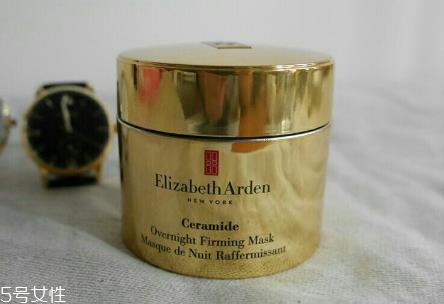 Elizabeth Arden
NEW YORK
Ceramide
Overnight Firming Mask
Masque de Nuit Raffermissant
5号女性